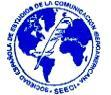 SOCIEDAD ESPAÑOLA DE ESTUDIOS DE LA COMUNICACIÓN IBEROAMERICANA
· SEECI ·